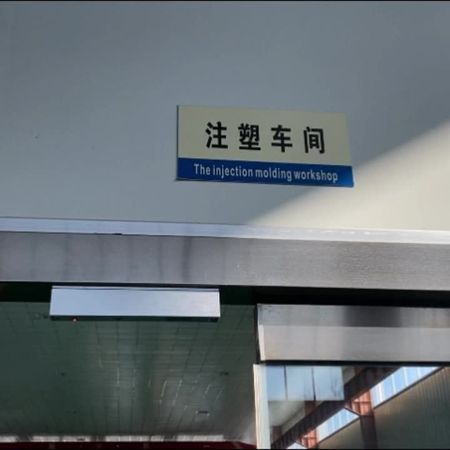 注塑车间
The injection molding workshop